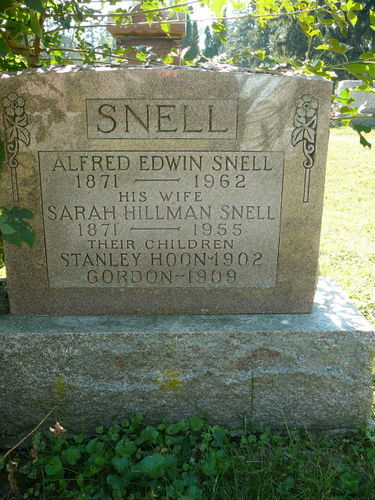 SNELL
ALFRED EDWIN SNELL
1871 — 1962
HIS WIFE
SARAH HILLMAN SNELL
1871 — 1955
THEIR CHILDREN
STANLEY HOON-1902
GORDON-1909